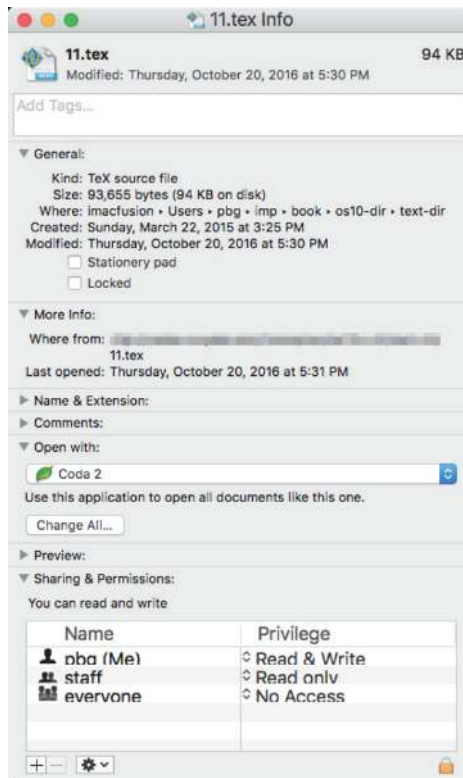 11.tex Info
11.tex 94 KB
Modified: Thursday, October 20, 2016 at 5:30 PM
Add Tags...
General:
Kind: TeX source file
Size: 93,655 bytes (94 KB on disk)
Where: imacfusion ▸ Users ▸ pbg ▸ imp ▸ book ▸ os10-dir ▸ text-dir
Created: Sunday, March 22, 2015 at 3:25 PM
Modified: Thursday, October 20, 2016 at 5:30 PM
Stationery pad
Locked
More Info:
Where from:
11.tex
Last opened: Thursday, October 20, 2016 at 5:31 PM
Name & Extension:
Comments:
Open with:
Coda 2
Use this application to open all documents like this one.
Change All...
Preview:
Sharing & Permissions:
You can read and write
Name Privilege
pbg (Me) Read & Write
staff Read only
everyone No Access